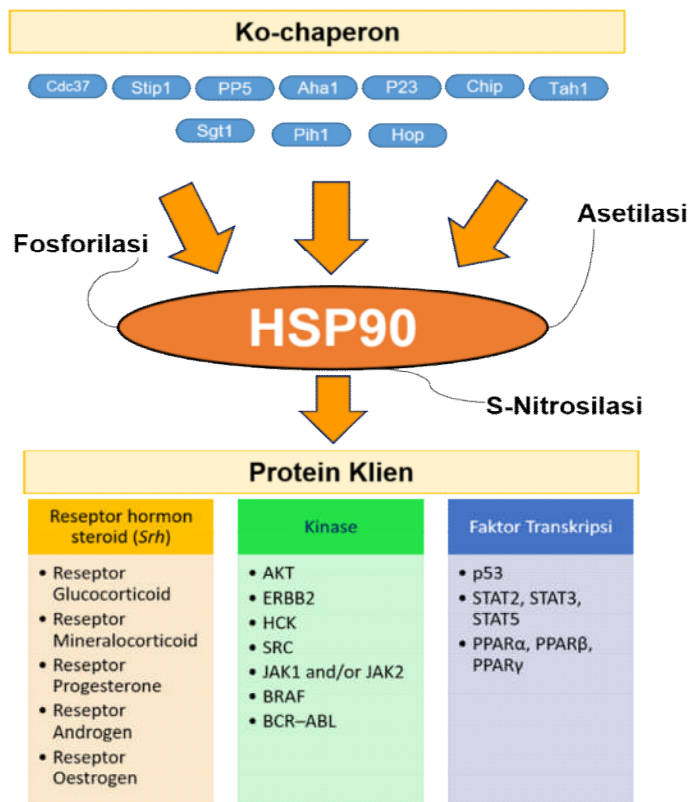 Ko-chaperon
Cdc37 Stip1 PP5 Aha1 P23 Chip Tah1
Sgt1 Pih1 Hop
Asetilasi
Fosforilasi
HSP90
S-Nitrosilasi
Protein Klien
Reseptor hormon
steroid (Srh)
• Reseptor
Glucocorticoid
• Reseptor
Mineralocorticoid
• Reseptor
Progesterone
• Reseptor
Androgen
• Reseptor
Oestrogen
Kinase
• AKT
• ERBB2
• HCK
• SRC
• JAK1 and/or JAK2
• BRAF
• BCR–ABL
Faktor Transkripsi
• p53
• STAT2, STAT3,
STAT5
• PPARα, PPARβ,
PPARγ